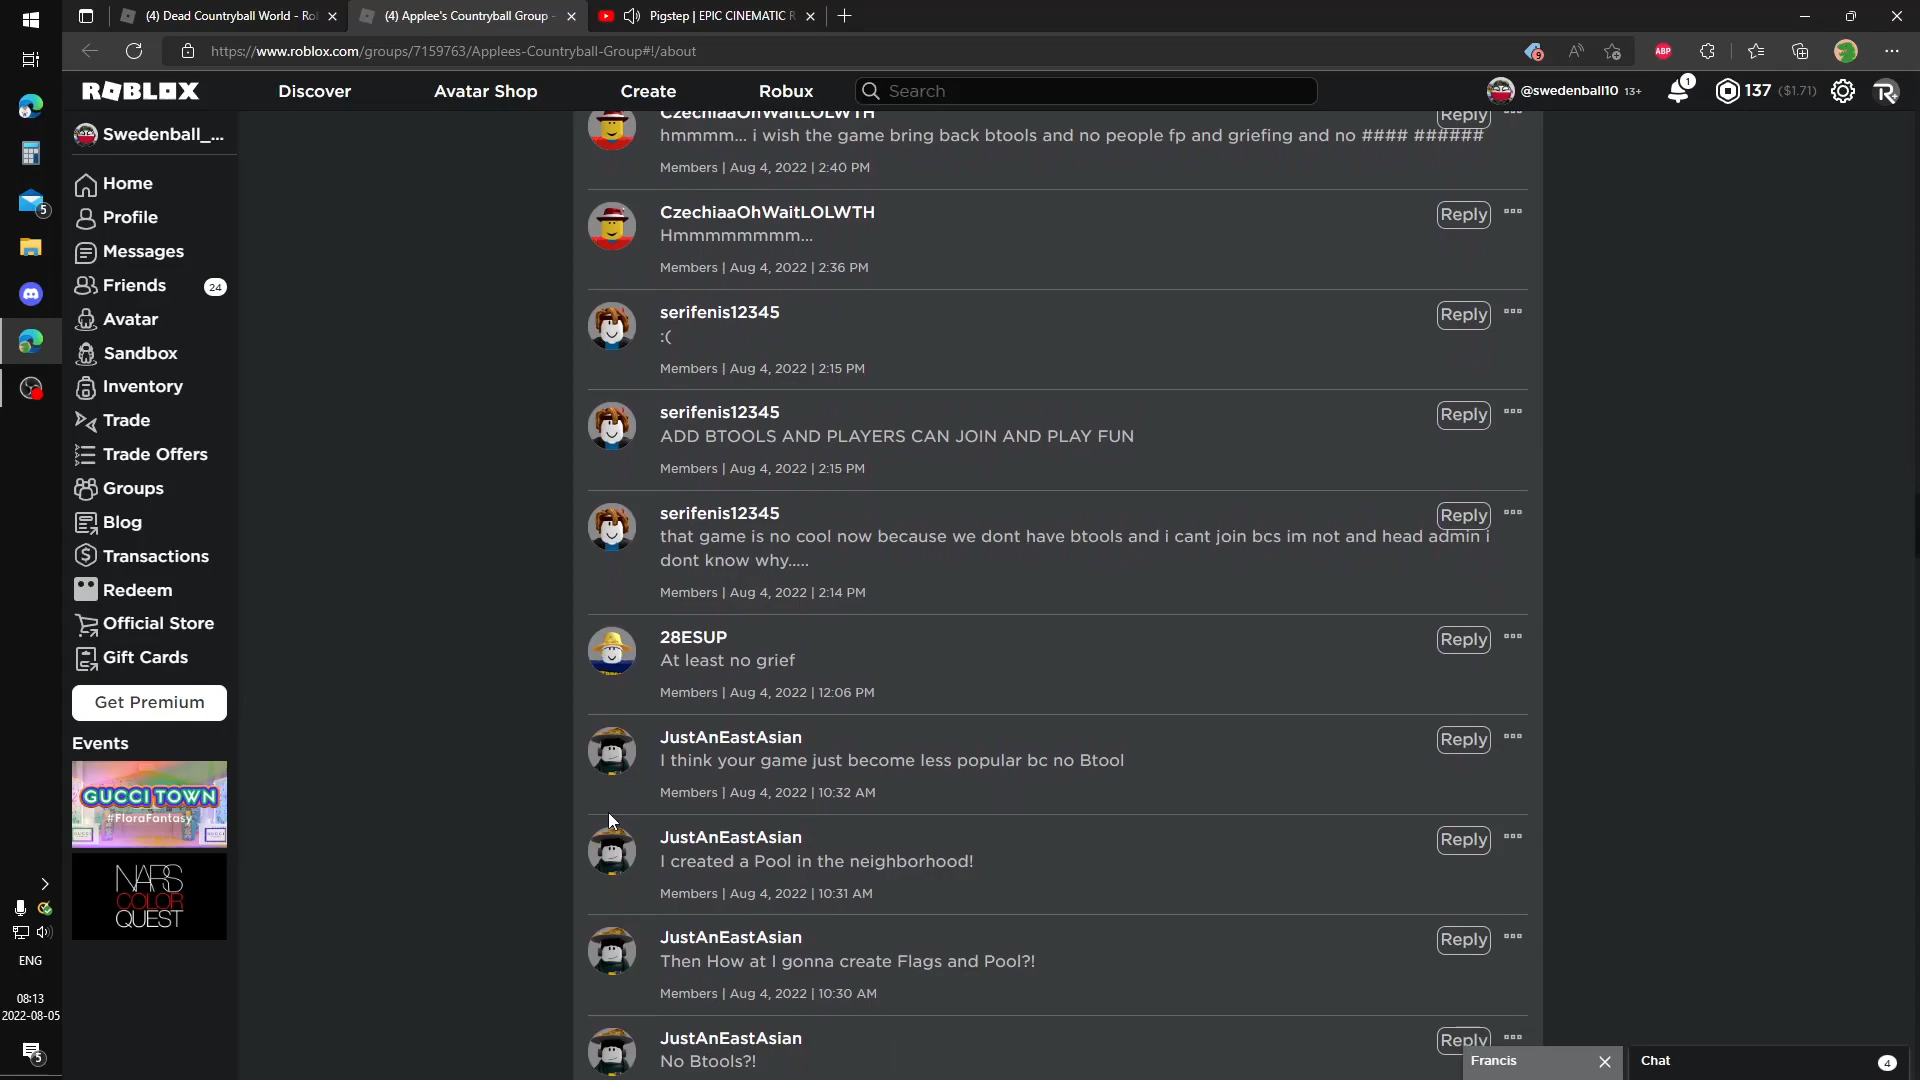 (4) Dead Countryball World - Ro
(4) Applee's Countryball Group -
Pigstep | EPIC CINEMATIC R
https://www.roblox.com/groups/7159763/Applees-Countryball-Group#!/about
9
ABP
ROBLOX
Discover
Avatar Shop
Create
Robux
Search
@swedenball10 13+
1
137 ($1.71)
Swedenball_...
Home
Profile
Messages
Friends
24
Avatar
Sandbox
Inventory
Trade
Trade Offers
Groups
Blog
Transactions
Redeem
Official Store
Gift Cards
Get Premium
Events
GUCCI TOWN
#FloraFantasy
NARS
COLOR
QUEST
CzechiaaOhWaitLOLWTH
Reply
hmmmm... i wish the game bring back btools and no people fp and griefing and no #### ######
Members | Aug 4, 2022 | 2:40 PM
CzechiaaOhWaitLOLWTH
Reply
Hmmmmmmmm...
Members | Aug 4, 2022 | 2:36 PM
serifenis12345
Reply
:(
Members | Aug 4, 2022 | 2:15 PM
serifenis12345
Reply
ADD BTOOLS AND PLAYERS CAN JOIN AND PLAY FUN
Members | Aug 4, 2022 | 2:15 PM
serifenis12345
Reply
that game is no cool now because we dont have btools and i cant join bcs im not and head admin i
dont know why.....
Members | Aug 4, 2022 | 2:14 PM
28ESUP
Reply
At least no grief
Members | Aug 4, 2022 | 12:06 PM
JustAnEastAsian
Reply
I think your game just become less popular bc no Btool
Members | Aug 4, 2022 | 10:32 AM
JustAnEastAsian
Reply
I created a Pool in the neighborhood!
Members | Aug 4, 2022 | 10:31 AM
JustAnEastAsian
Reply
Then How at I gonna create Flags and Pool?!
Members | Aug 4, 2022 | 10:30 AM
JustAnEastAsian
Reply
No Btools?!
Francis
Chat
4
5
ENG
08:13
2022-08-05
5